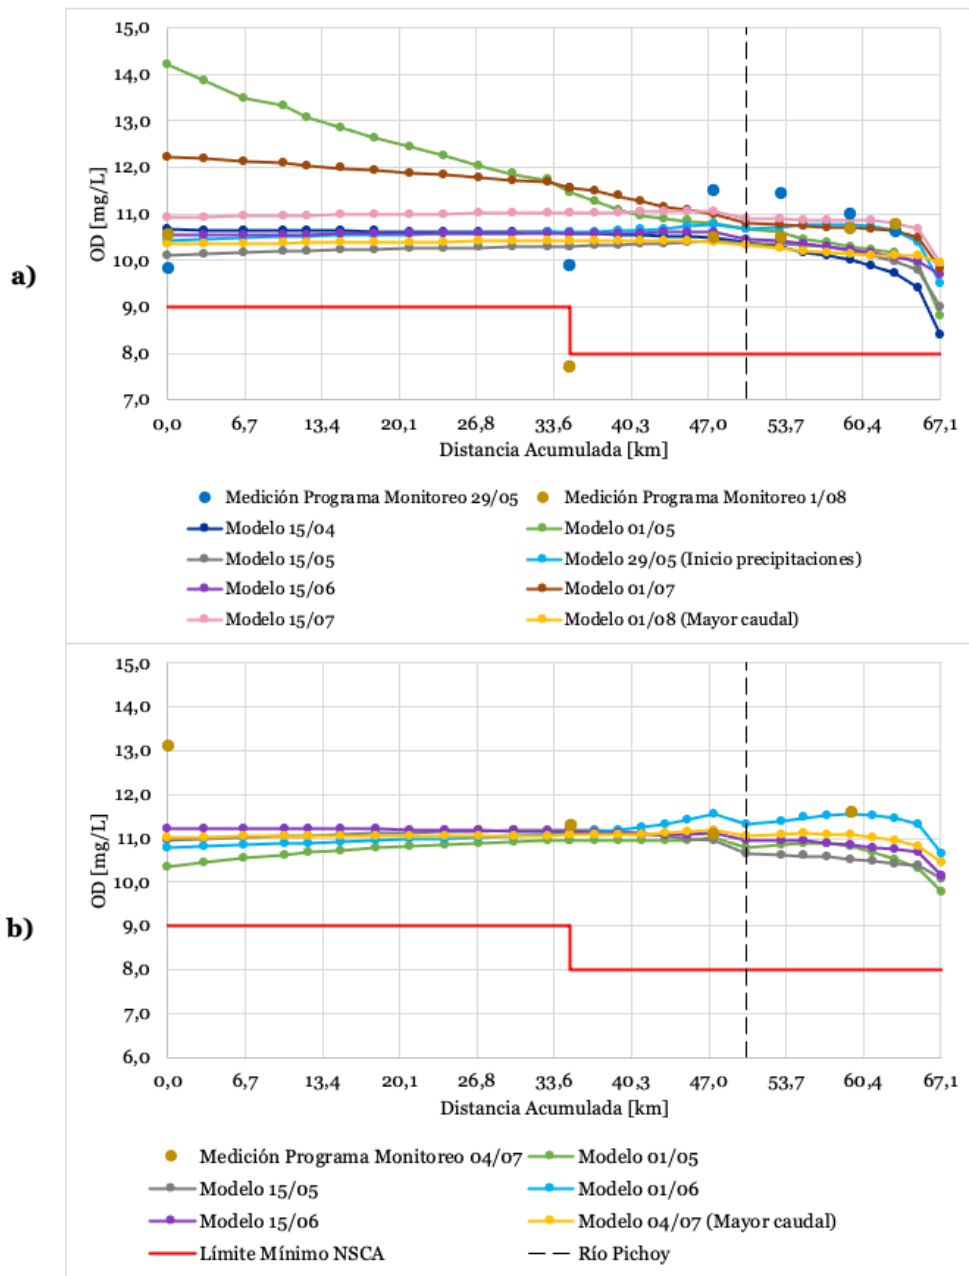 a)
OD [mg/L]
15,0
14,0
13,0
12,0
11,0
10,0
9,0
8,0
7,0
0,0 6,7 13,4 20,1 26,8 33,6 40,3 47,0 53,7 60,4 67,1
Distancia Acumulada [km]
Medición Programa Monitoreo 29/05 Medición Programa Monitoreo 1/08
Modelo 15/04 Modelo 01/05
Modelo 15/05 Modelo 29/05 (Inicio precipitaciones)
Modelo 15/06 Modelo 01/07
Modelo 15/07 Modelo 01/08 (Mayor caudal)
b)
OD [mg/L]
15,0
14,0
13,0
12,0
11,0
10,0
9,0
8,0
7,0
6,0
0,0 6,7 13,4 20,1 26,8 33,6 40,3 47,0 53,7 60,4 67,1
Distancia Acumulada [km]
Medición Programa Monitoreo 04/07 Modelo 01/05
Modelo 15/05 Modelo 01/06
Modelo 15/06 Modelo 04/07 (Mayor caudal)
Límite Mínimo NSCA Río Pichoy